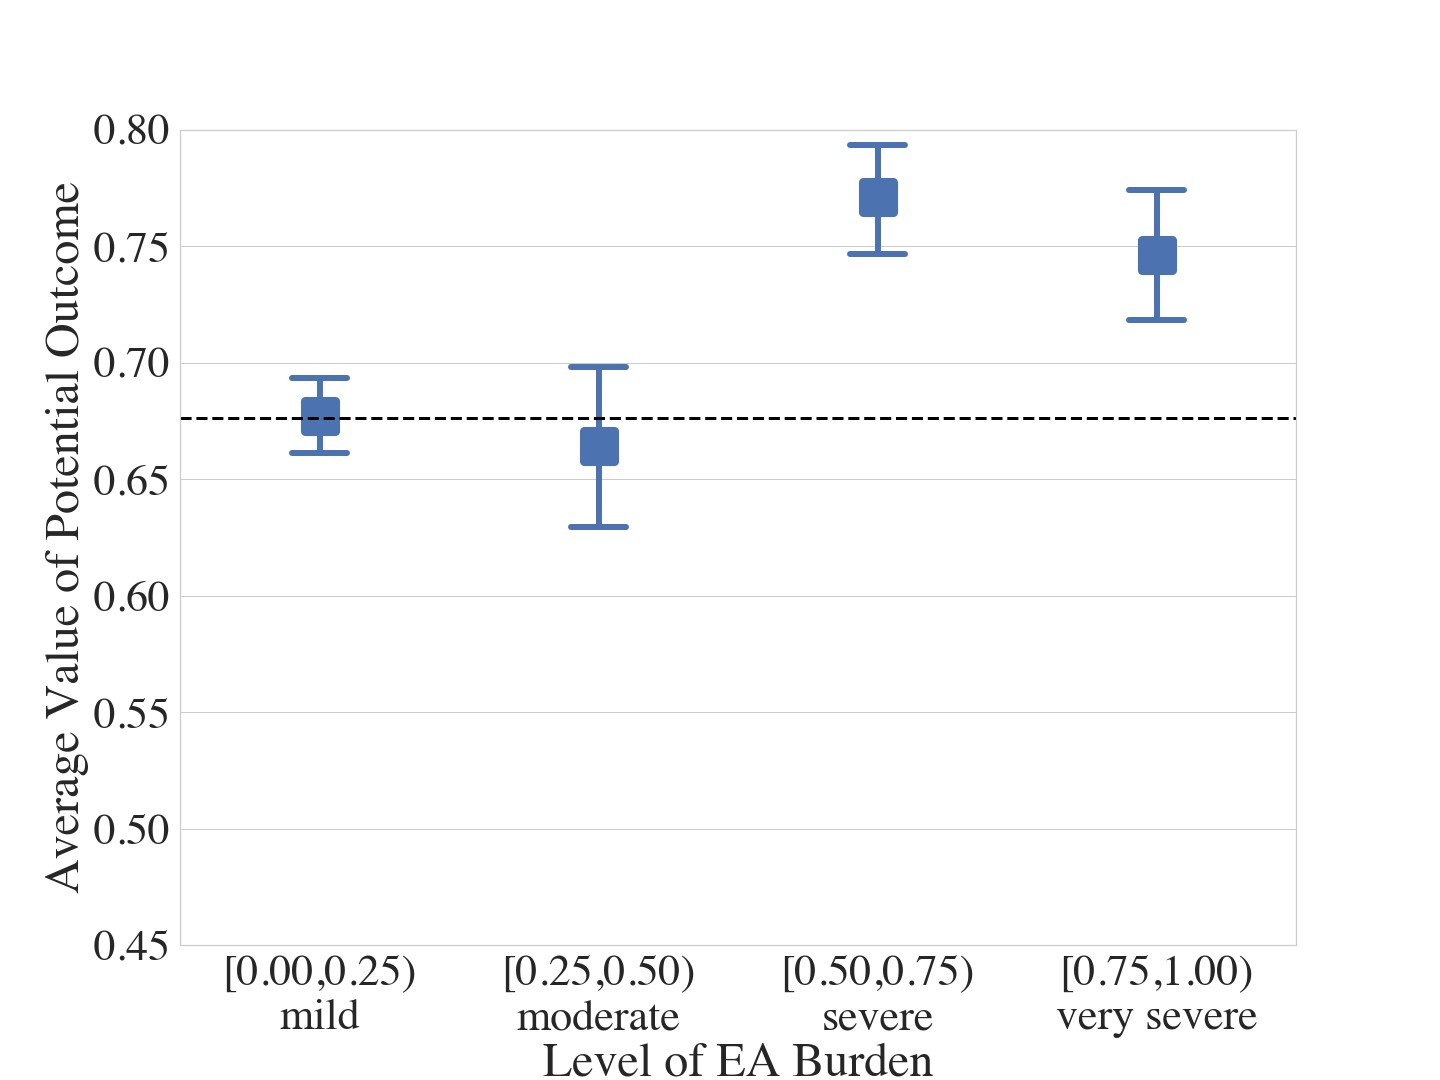 Average Value of Potential Outcome
0.80
0.75
0.70
0.65
0.60
0.55
0.50
0.45
[0.00,0.25)
mild
[0.25,0.50)
moderate
[0.50,0.75)
severe
[0.75,1.00)
very severe
Level of EA Burden